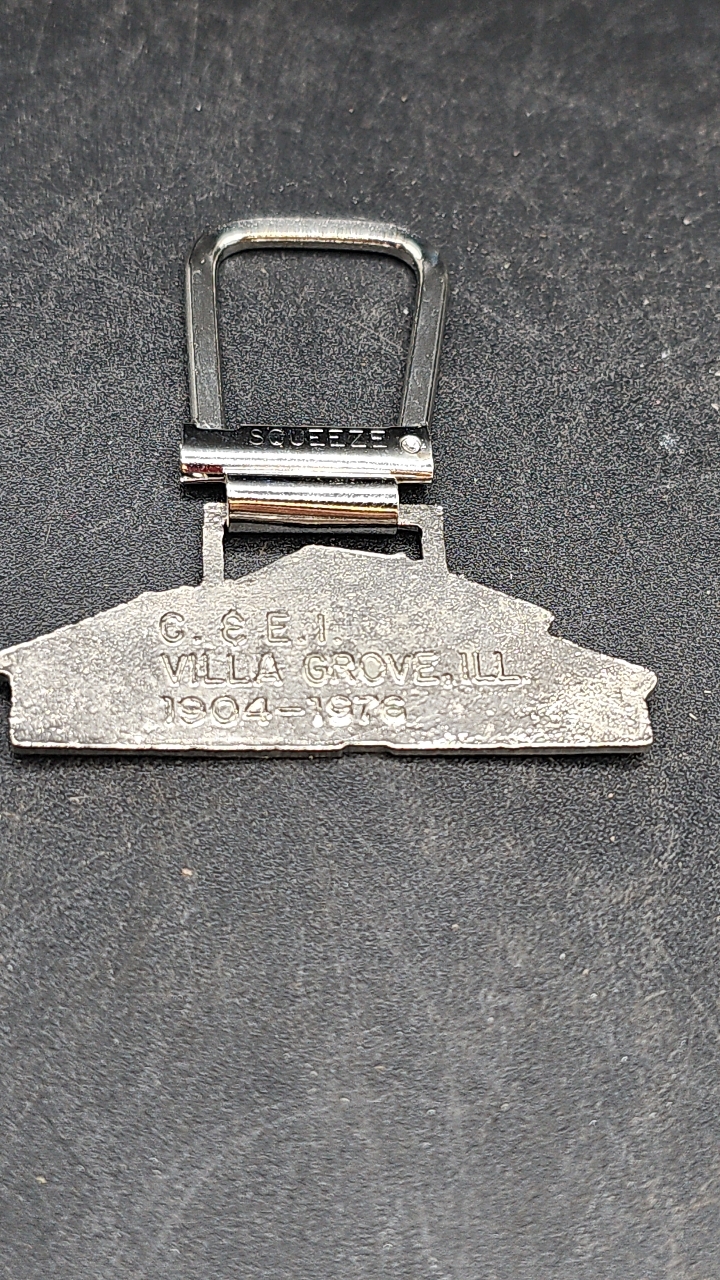 SQUEEZE
C. & E. I.
VILLA GROVE, ILL.
1904-1976